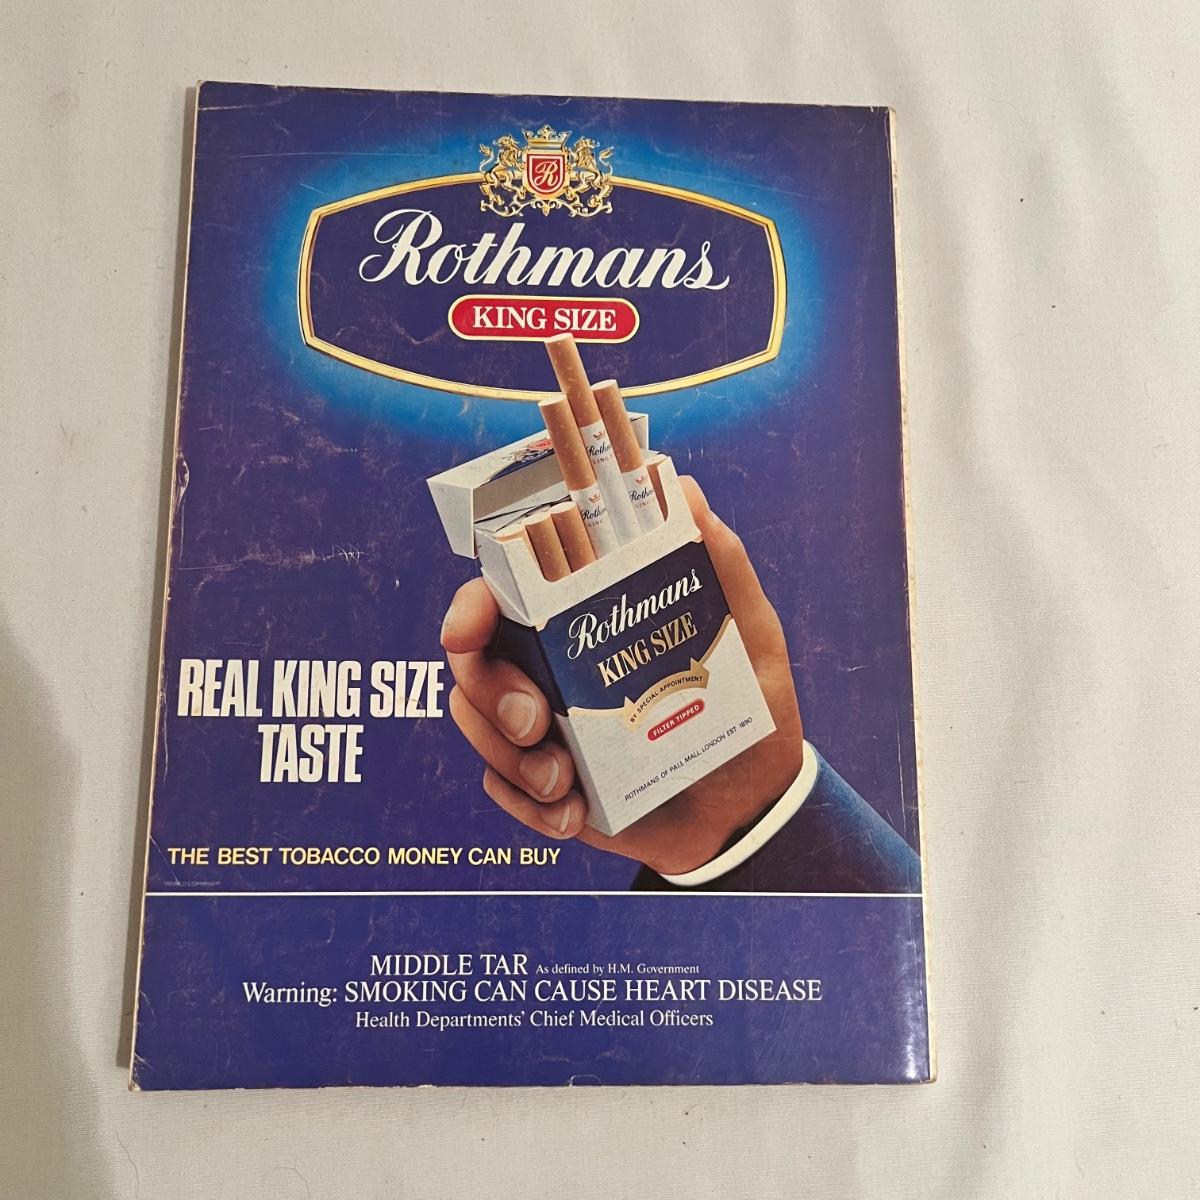 R
Rothmans
KING SIZE
Rothmans
KING SIZE
BY SPECIAL APPOINTMENT
FILTER TIPPED
ROTHMANS OF PALL MALL LONDON EST 1890
REAL KING SIZE
TASTE
THE BEST TOBACCO MONEY CAN BUY
WORLD COPYRIGHT
MIDDLE TAR As defined by H.M. Government
Warning: SMOKING CAN CAUSE HEART DISEASE
Health Departments' Chief Medical Officers